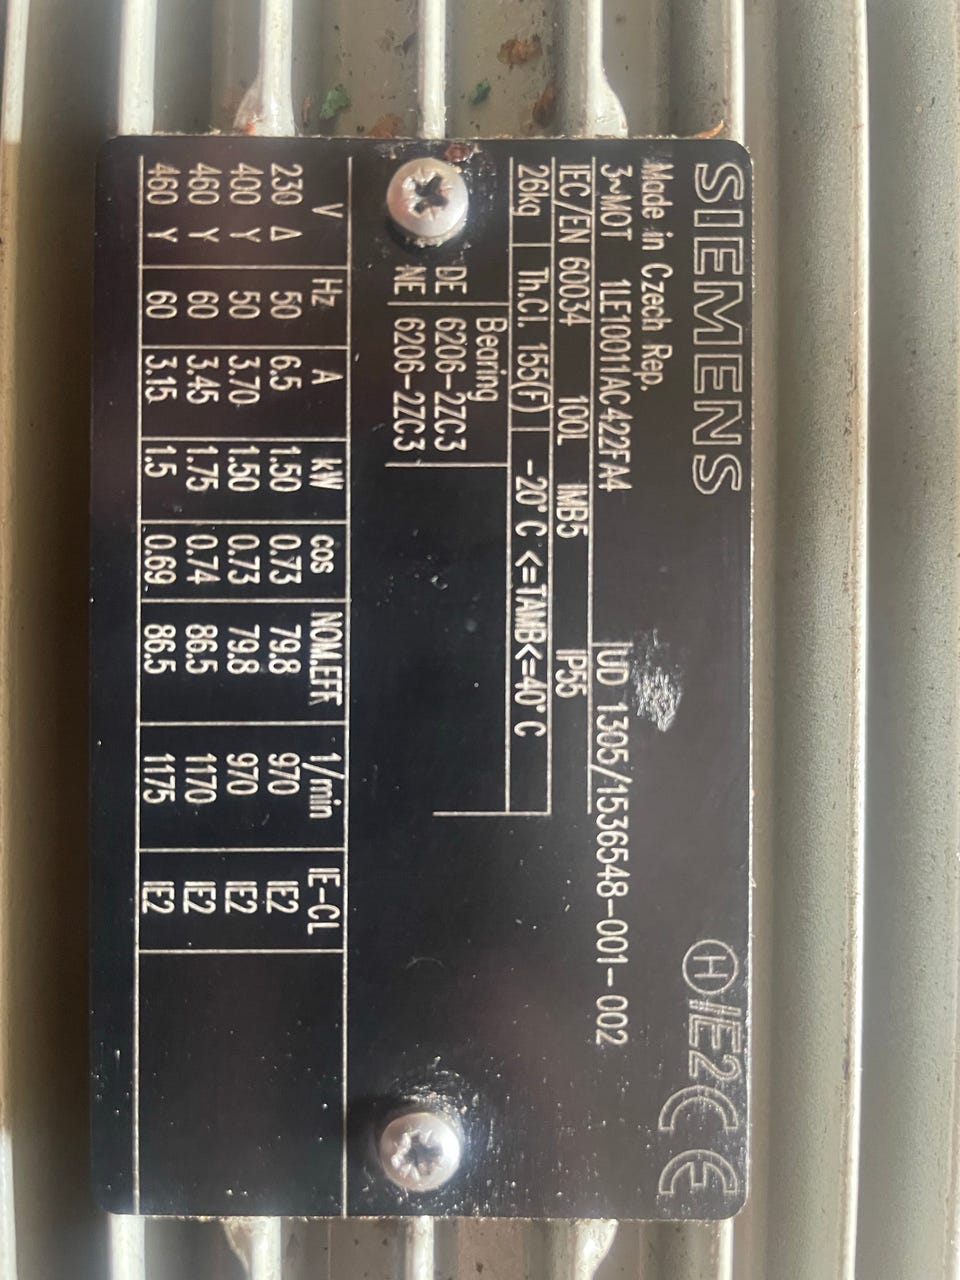 SIEMENS
H IE2 CE
Made in Czech Rep.
3~MOT 1LE10011AC422FA4 UD 1305/1536548-001-002
IEC/EN 60034 100L IMB5 IP55
26kg Th.Cl. 155(F) -20°C <=TAMB<=40°C
Bearing
DE 6206-2ZC3
NE 6206-2ZC3
V Hz A kW cos NOM.EFF 1/min IE-CL
230 Δ 50 6.5 1.50 0.73 79.8 970 IE2
400 Y 50 3.70 1.50 0.73 79.8 970 IE2
460 Y 60 3.45 1.75 0.74 86.5 1170 IE2
460 Y 60 3.15 1.5 0.69 86.5 1175 IE2